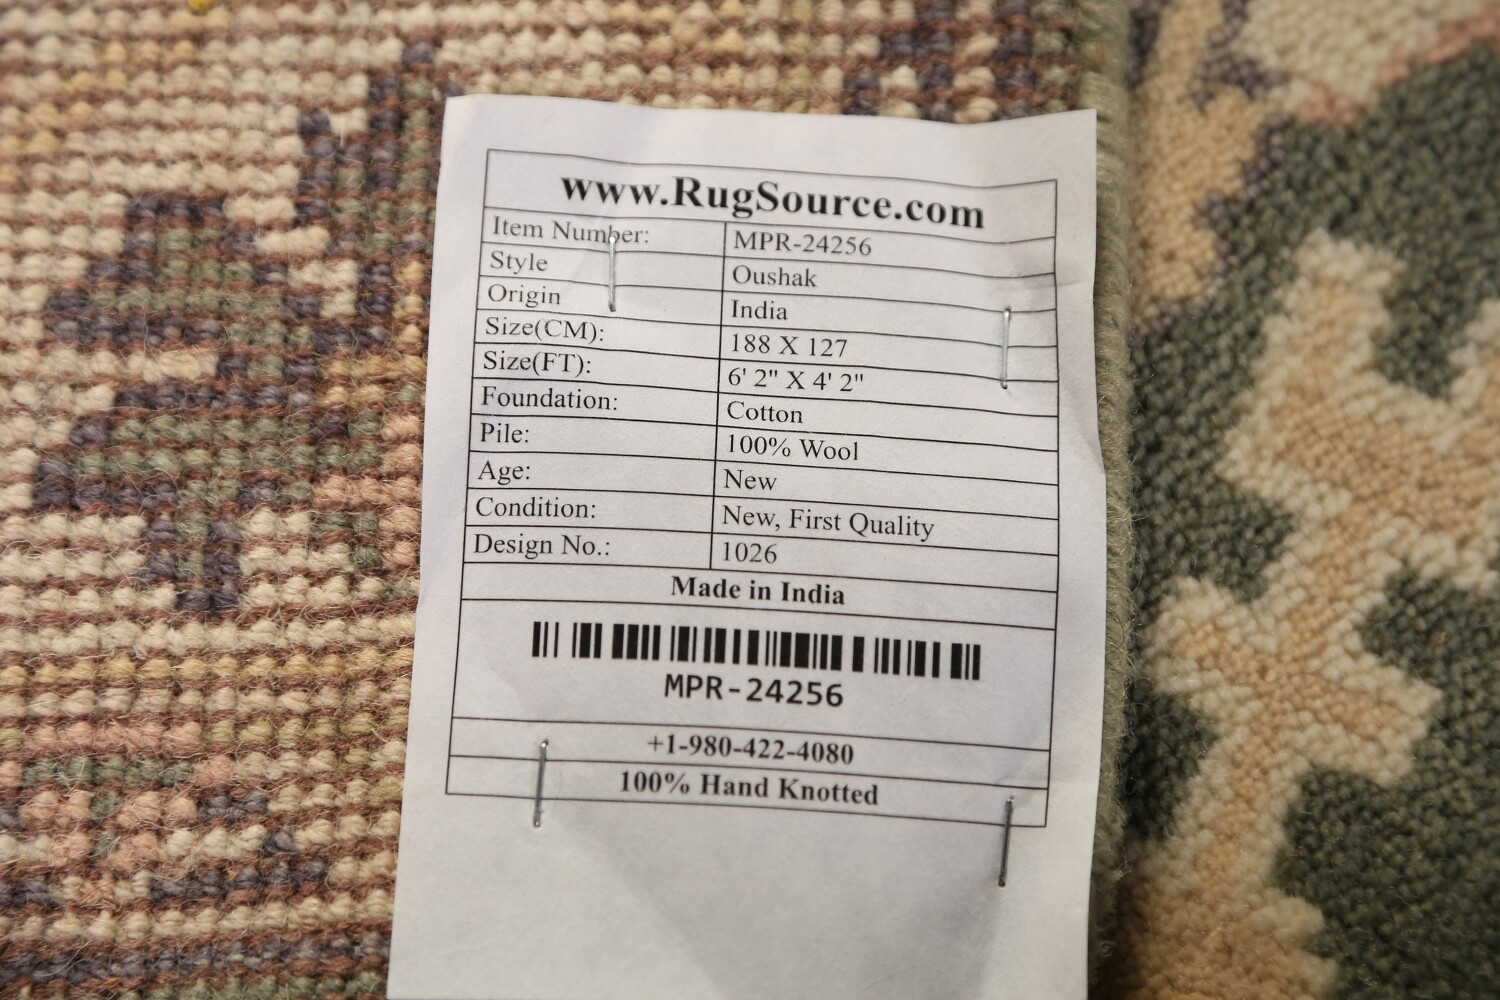 www.RugSource.com
Item Number: MPR-24256
Style Oushak
Origin India
Size(CM): 188 X 127
Size(FT): 6' 2" X 4' 2"
Foundation: Cotton
Pile: 100% Wool
Age: New
Condition: New, First Quality
Design No.: 1026
Made in India
MPR-24256
+1-980-422-4080
100% Hand Knotted